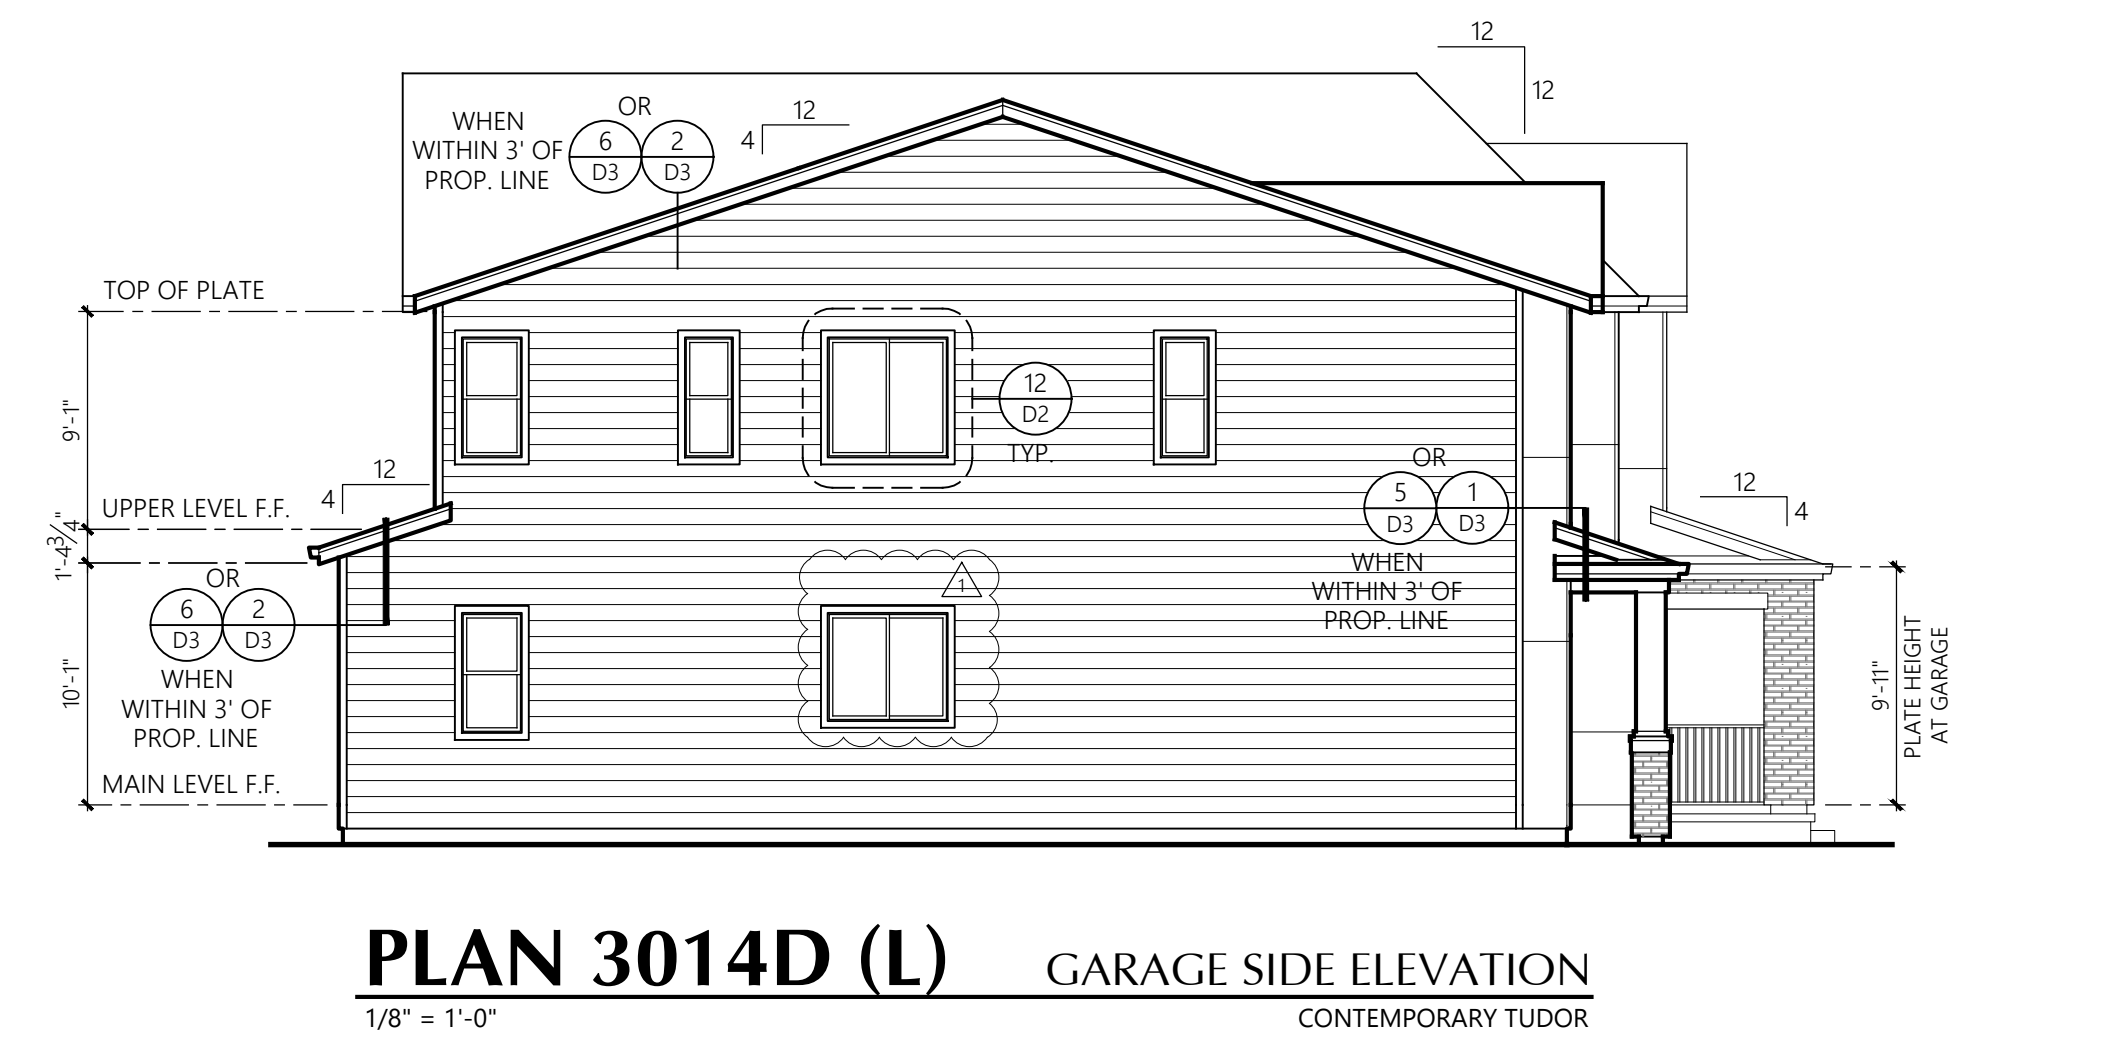 12
12
OR
WHEN
WITHIN 3' OF
PROP. LINE
6
D3
2
D3
12
4
TOP OF PLATE
9'-1"
12
D2
TYP.
12
4
UPPER LEVEL F.F.
1'-4 3/4"
OR
5
D3
1
D3
WHEN
WITHIN 3' OF
PROP. LINE
12
4
OR
6
D3
2
D3
WHEN
WITHIN 3' OF
PROP. LINE
1
10'-1"
9'-11"
PLATE HEIGHT
AT GARAGE
MAIN LEVEL F.F.
PLAN 3014D (L)
GARAGE SIDE ELEVATION
1/8" = 1'-0"
CONTEMPORARY TUDOR